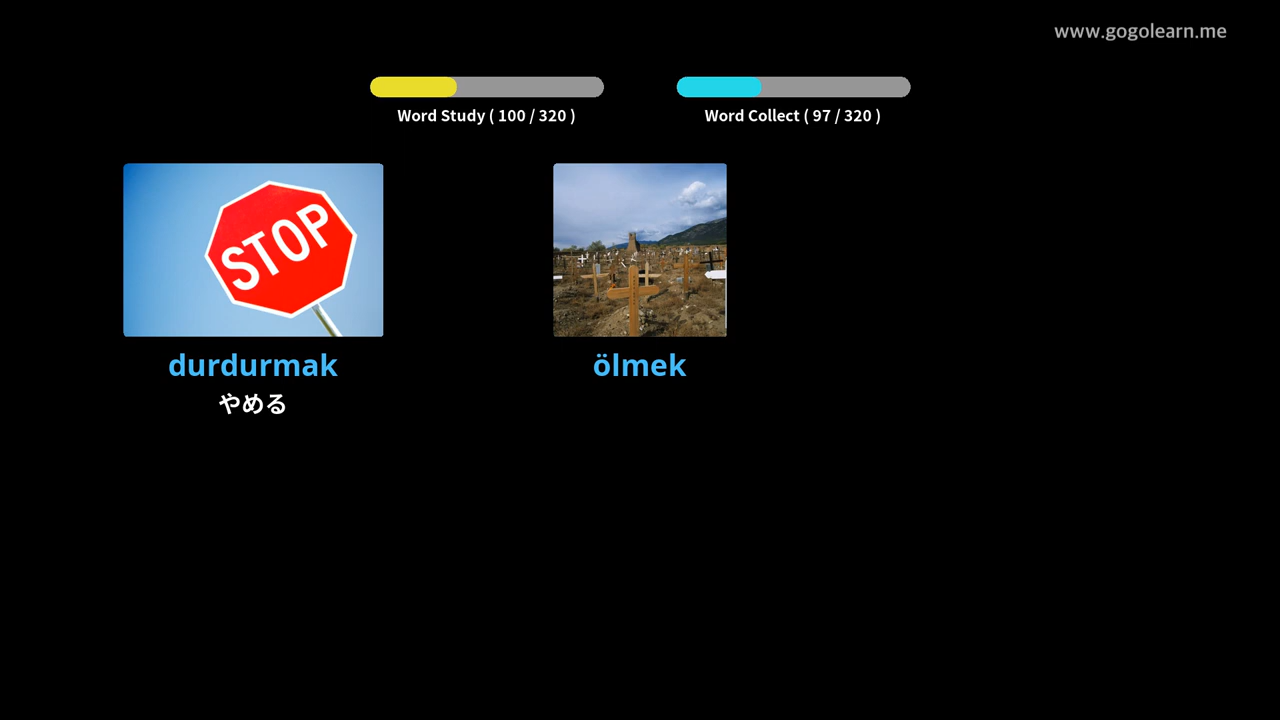 www.gogolearn.me
Word Study ( 100 / 320 )
Word Collect ( 97 / 320 )
STOP
durdurmak
やめる
ölmek